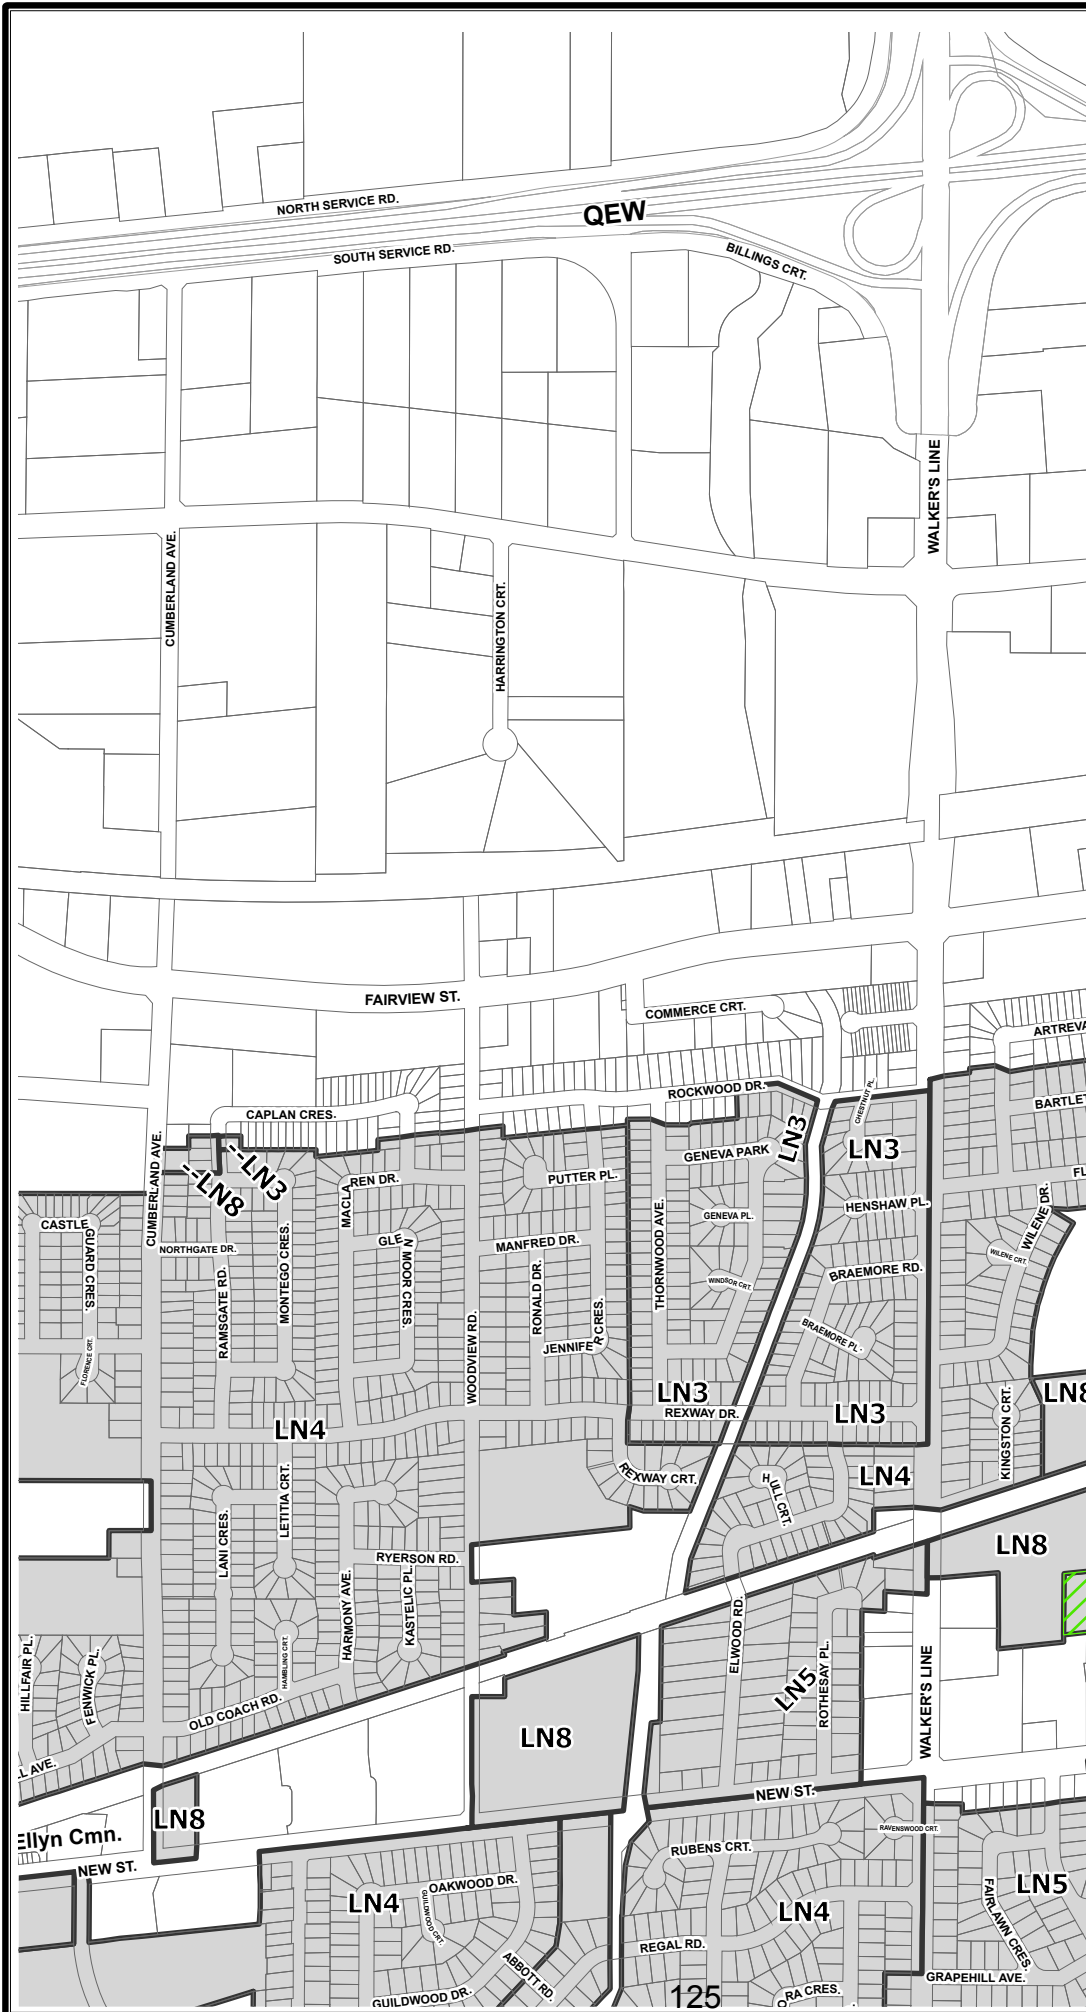 NORTH SERVICE RD.
QEW
SOUTH SERVICE RD.
BILLINGS CRT.
WALKER'S LINE
CUMBERLAND AVE.
HARRINGTON CRT.
FAIRVIEW ST.
COMMERCE CRT.
ARTREVA
ROCKWOOD DR.
CHESTNUT PL.
BARTLET
CAPLAN CRES.
LN3
LN3
--LN3
--LN8
CUMBERLAND AVE.
GENEVA PARK
PUTTER PL.
MACLA
REN DR.
FL
HENSHAW PL.
THORNWOOD AVE.
GENEVA PL.
WILENE DR.
CASTLE
GUARD CRES.
NORTHGATE DR.
MONTEGO CRES.
GLE
N MOOR CRES.
MANFRED DR.
WILENE CRT.
RAMSGATE RD.
RONALD DR.
WINDSOR CRT.
BRAEMORE RD.
BRAEMORE PL.
JENNIFE
R CRES.
WOODVIEW RD.
FLORENCE CRT.
LN3
LN8
REXWAY DR.
LN3
LN4
KINGSTON CRT.
REXWAY CRT.
HULL CRT.
LN4
LETITIA CRT.
LANI CRES.
LN8
RYERSON RD.
KASTELIC PL.
HARMONY AVE.
ELWOOD RD.
HAMBLING CRT.
HILLFAIR PL.
FENWICK PL.
ROTHESAY PL.
LN5
WALKER'S LINE
OLD COACH RD.
LN8
L AVE.
NEW ST.
LN8
Ellyn Cmn.
RAVENSWOOD CRT.
RUBENS CRT.
NEW ST.
OAKWOOD DR.
LN4
GUILDWOOD CRT.
LN5
FAIRLAWN CRES.
LN4
REGAL RD.
ABBOTT RD.
GRAPEHILL AVE.
GUILDWOOD DR.
125
ORA CRES.